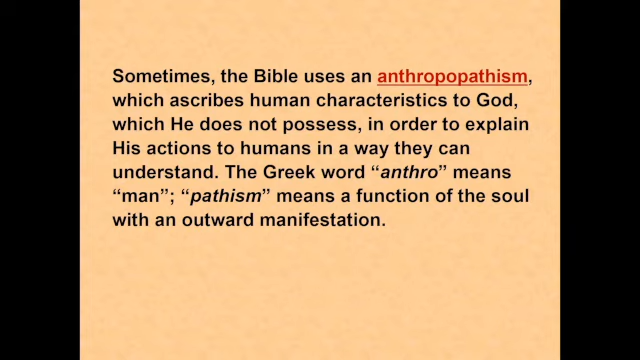 Sometimes, the Bible uses an anthropopathism,
which ascribes human characteristics to God,
which He does not possess, in order to explain
His actions to humans in a way they can
understand. The Greek word “anthro” means
“man”; “pathism” means a function of the soul
with an outward manifestation.